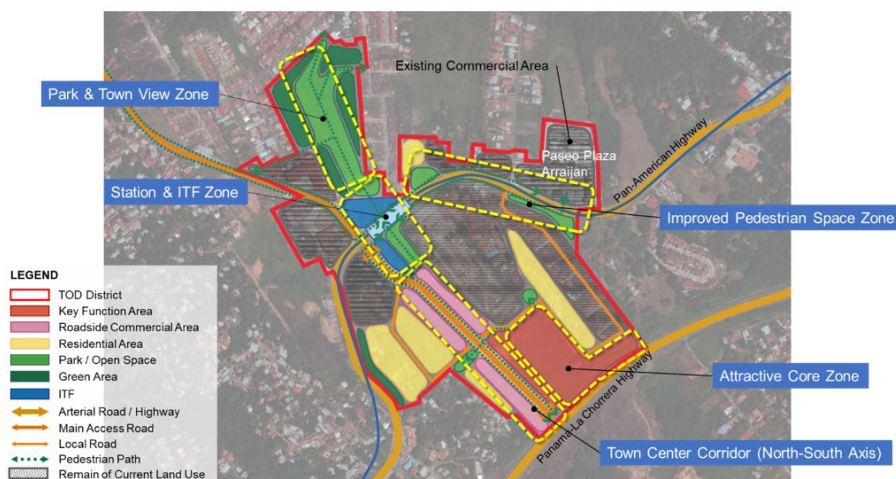 Existing Commercial Area
Park & Town View Zone
Pan-American Highway
Paseo Plaza
Arraijan
Station & ITF Zone
Improved Pedestrian Space Zone
LEGEND
TOD District
Key Function Area
Roadside Commercial Area
Residential Area
Park / Open Space
Green Area
ITF
Arterial Road / Highway
Main Access Road
Local Road
Pedestrian Path
Remain of Current Land Use
Attractive Core Zone
Panama-La Chorrera Highway
Town Center Corridor (North-South Axis)